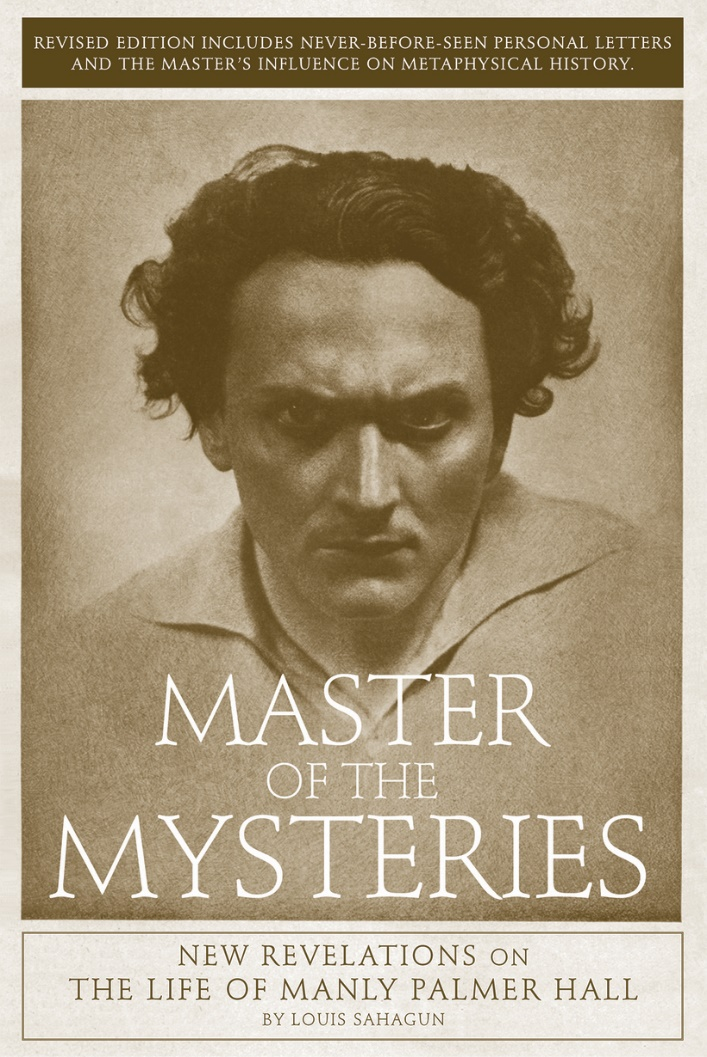 REVISED EDITION INCLUDES NEVER-BEFORE-SEEN PERSONAL LETTERS
AND THE MASTER'S INFLUENCE ON METAPHYSICAL HISTORY.
MASTER
OF THE
MYSTERIES
NEW REVELATIONS ON
THE LIFE OF MANLY PALMER HALL
BY LOUIS SAHAGUN